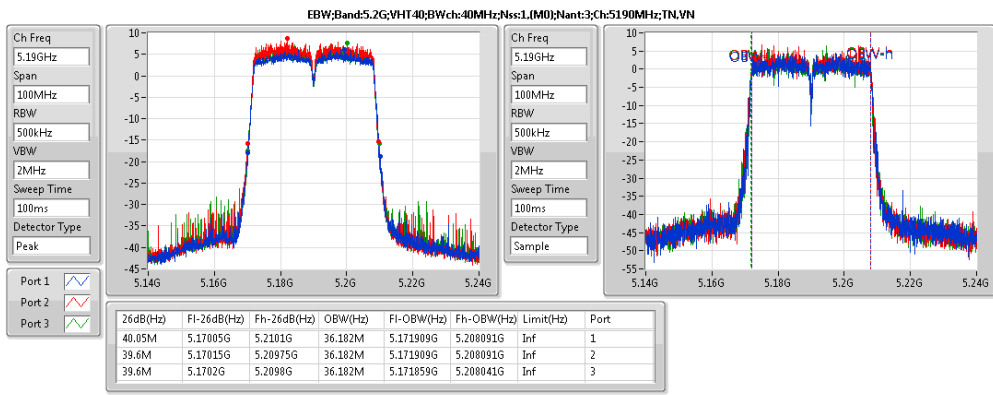 EBW;Band:5.2G;VHT40;BWch:40MHz;Nss:1,(M0);Nant:3;Ch:5190MHz;TN,VN
Ch Freq
5.19GHz
Span
100MHz
RBW
500kHz
VBW
2MHz
Sweep Time
100ms
Detector Type
Peak
10
5
0
-5
-10
-15
-20
-25
-30
-35
-40
-45
5.14G 5.16G 5.18G 5.2G 5.22G 5.24G
Ch Freq
5.19GHz
Span
100MHz
RBW
500kHz
VBW
2MHz
Sweep Time
100ms
Detector Type
Sample
10
5
0
-5
-10
-15
-20
-25
-30
-35
-40
-45
-50
-55
5.14G 5.16G 5.18G 5.2G 5.22G 5.24G
Port 1
Port 2
Port 3
26dB(Hz) Fl-26dB(Hz) Fh-26dB(Hz) OBW(Hz) Fl-OBW(Hz) Fh-OBW(Hz) Limit(Hz) Port
40.05M 5.17005G 5.2101G 36.182M 5.171909G 5.208091G Inf 1
39.6M 5.17015G 5.20975G 36.182M 5.171909G 5.208091G Inf 2
39.6M 5.1702G 5.2098G 36.182M 5.171859G 5.208041G Inf 3